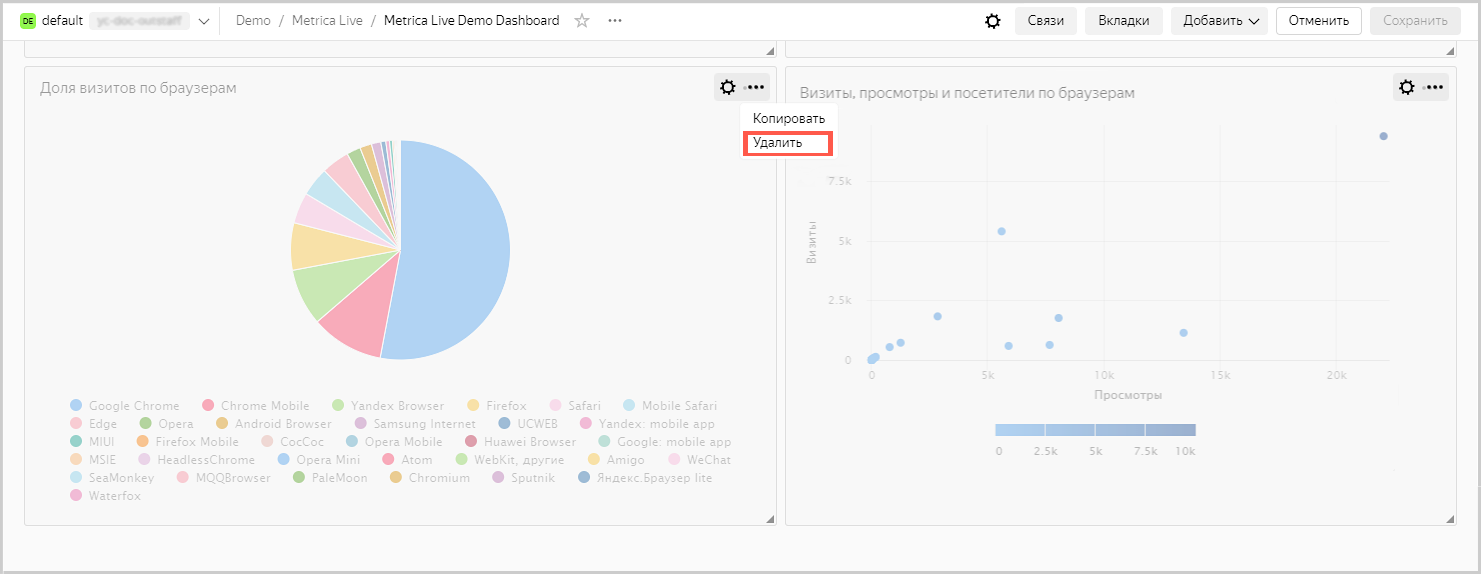 DE default Demo / Metrica Live / Metrica Live Demo Dashboard Связи Вкладки Добавить Отменить Сохранить
Доля визитов по браузерам
Копировать
Удалить
Google Chrome Chrome Mobile Yandex Browser Firefox Safari Mobile Safari
Edge Opera Android Browser Samsung Internet UCWEB Yandex: mobile app
MIUI Firefox Mobile CocCoc Opera Mobile Huawei Browser Google: mobile app
MSIE HeadlessChrome Opera Mini Atom WebKit, другие Amigo WeChat
SeaMonkey MQQBrowser PaleMoon Chromium Sputnik Яндекс.Браузер lite
Waterfox
Визиты, просмотры и посетители по браузерам
7.5k
5k
2.5k
0
Визиты
0 5k 10k 15k 20k
Просмотры
0 2.5k 5k 7.5k 10k